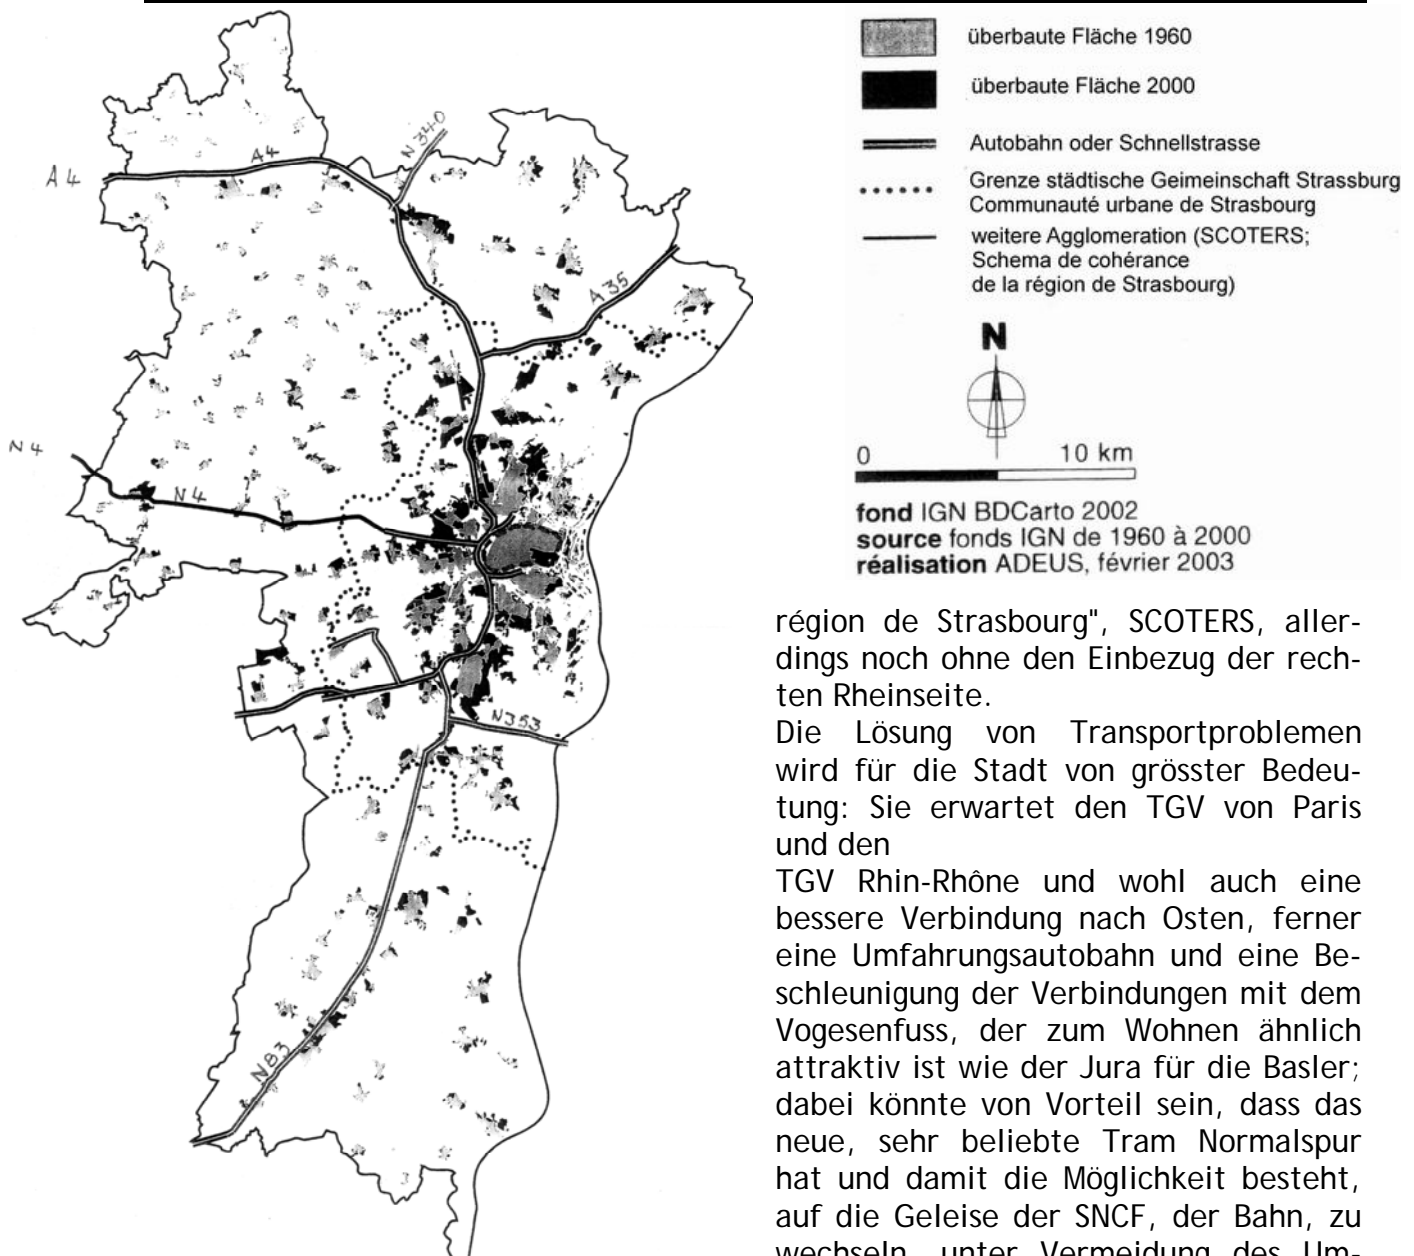 A4
A4
N340
A35
N4
N4
N353
N83
überbaute Fläche 1960
überbaute Fläche 2000
Autobahn oder Schnellstrasse
Grenze städtische Geimeinschaft Strassburg
Communauté urbane de Strasbourg
weitere Agglomeration (SCOTERS;
Schema de cohérance
de la région de Strasbourg)
N
0 10 km
fond IGN BDCarto 2002
source fonds IGN de 1960 à 2000
réalisation ADEUS, février 2003
région de Strasbourg", SCOTERS, aller-
dings noch ohne den Einbezug der rech-
ten Rheinseite.
Die Lösung von Transportproblemen
wird für die Stadt von grösster Bedeu-
tung: Sie erwartet den TGV von Paris
und den
TGV Rhin-Rhône und wohl auch eine
bessere Verbindung nach Osten, ferner
eine Umfahrungsautobahn und eine Be-
schleunigung der Verbindungen mit dem
Vogesenfuss, der zum Wohnen ähnlich
attraktiv ist wie der Jura für die Basler;
dabei könnte von Vorteil sein, dass das
neue, sehr beliebte Tram Normalspur
hat und damit die Möglichkeit besteht,
auf die Geleise der SNCF, der Bahn, zu
wechseln, unter Vermeidung des Um-